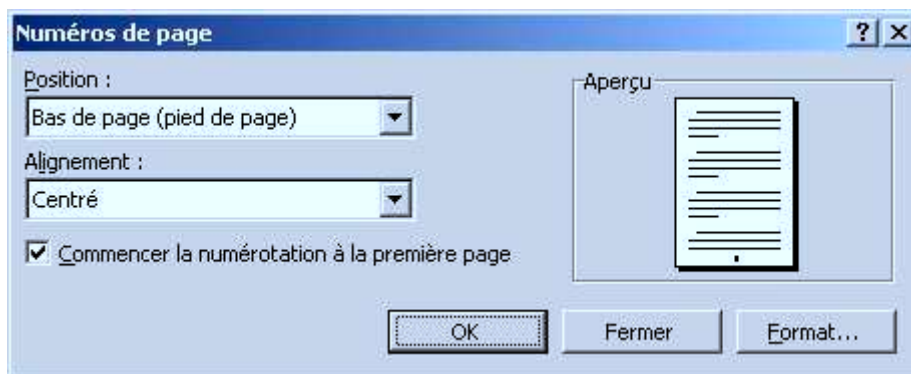 Numéros de page
Position :
Bas de page (pied de page)
Alignement :
Centré
Commencer la numérotation à la première page
Aperçu
OK
Fermer
Format...